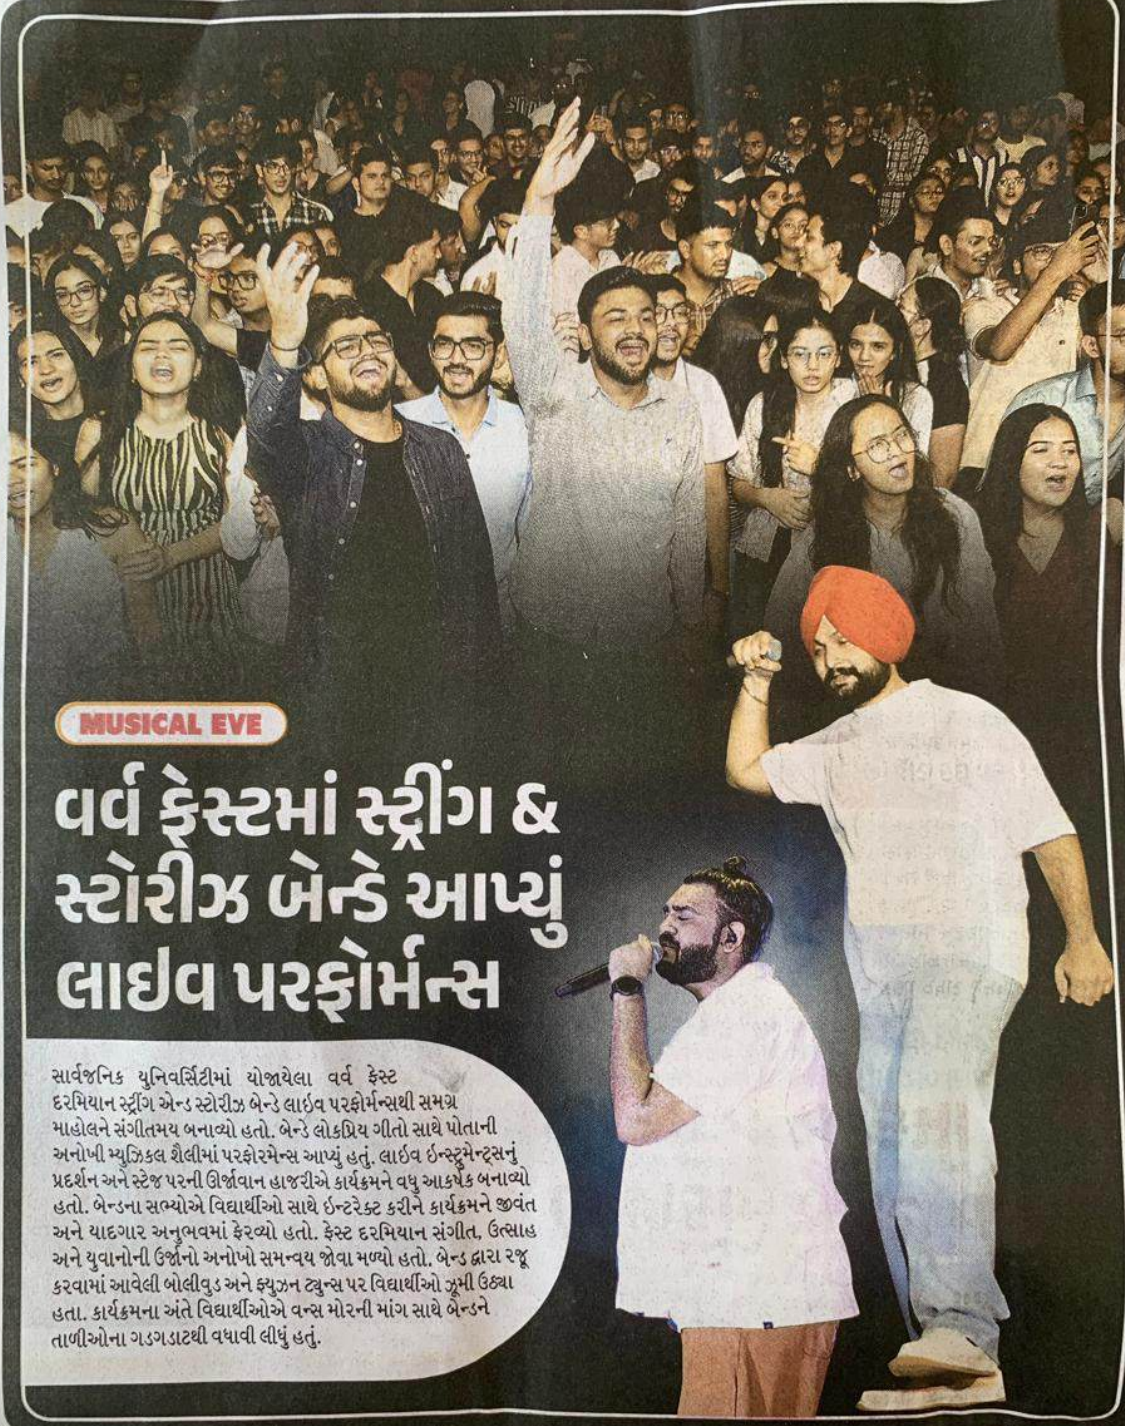 MUSICAL EVE
વર્વ ફેસ્ટમાં સ્ટ્રીંગ &
સ્ટોરીઝ બેન્ડે આપ્યું
લાઇવ પરફોર્મન્સ
સાર્વજનિક યુનિવર્સિટીમાં યોજાયેલા વર્વ ફેસ્ટ
દરમિયાન સ્ટ્રીંગ એન્ડ સ્ટોરીઝ બેન્ડે લાઇવ પરફોર્મન્સથી સમગ્ર
માહોલને સંગીતમય બનાવ્યો હતો. બેન્ડે લોકપ્રિય ગીતો સાથે પોતાની
અનોખી મ્યુઝિકલ શૈલીમાં પરફોરમેન્સ આપ્યું હતું. લાઇવ ઇન્સ્ટ્રુમેન્ટ્સનું
પ્રદર્શન અને સ્ટેજ પરની ઊર્જાવાન હાજરીએ કાર્યક્રમને વધુ આકર્ષક બનાવ્યો
હતો. બેન્ડના સભ્યોએ વિદ્યાર્થીઓ સાથે ઇન્ટરેક્ટ કરીને કાર્યક્રમને જીવંત
અને યાદગાર અનુભવમાં ફેરવ્યો હતો. ફેસ્ટ દરમિયાન સંગીત, ઉત્સાહ
અને યુવાનોની ઉર્જાનો અનોખો સમન્વય જોવા મળ્યો હતો. બેન્ડ દ્વારા રજૂ
કરવામાં આવેલી બોલીવુડ અને ફ્યુઝન ટ્યુન્સ પર વિદ્યાર્થીઓ ઝૂમી ઉઠ્યા
હતા. કાર્યક્રમના અંતે વિદ્યાર્થીઓએ વન્સ મોરની માંગ સાથે બેન્ડને
તાળીઓના ગડગડાટથી વધાવી લીધું હતું.